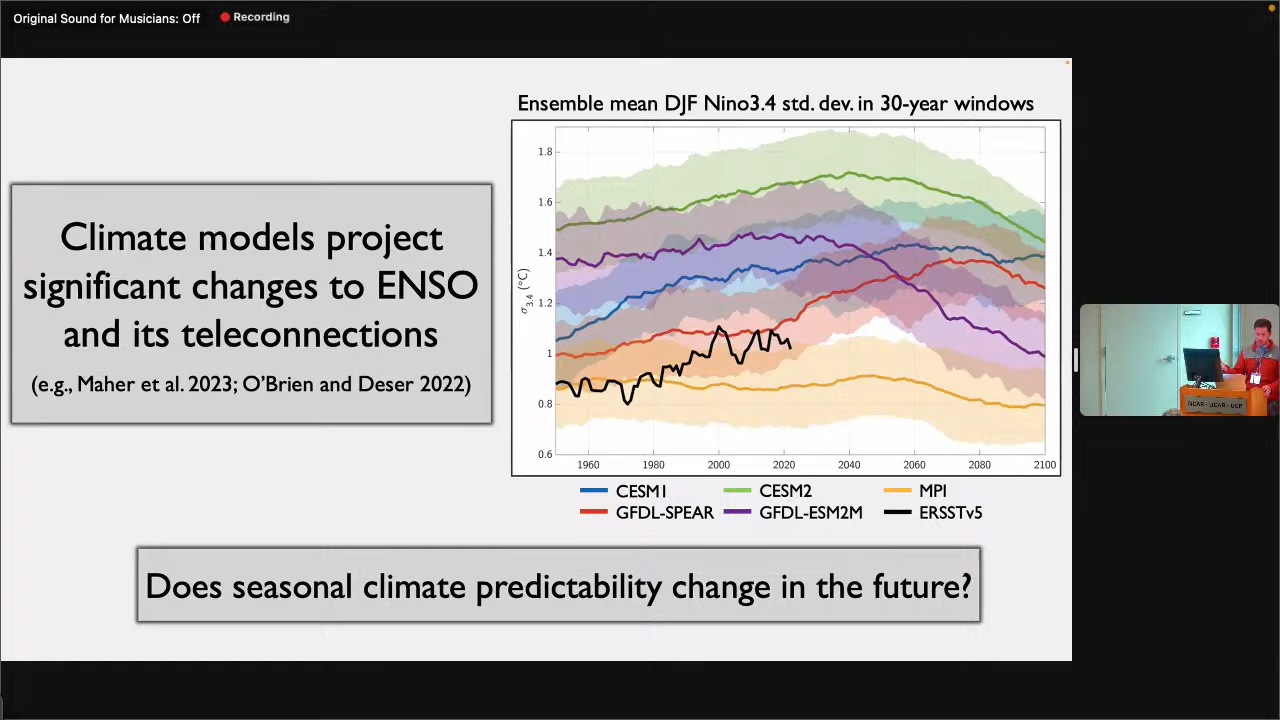 Original Sound for Musicians: Off
Recording
Ensemble mean DJF Nino3.4 std. dev. in 30-year windows
Climate models project
significant changes to ENSO
and its teleconnections
(e.g., Maher et al. 2023; O'Brien and Deser 2022)
σ3.4 (°C)
1.8
1.6
1.4
1.2
1
0.8
0.6
1960 1980 2000 2020 2040 2060 2080 2100
CESM1 CESM2 MPI
GFDL-SPEAR GFDL-ESM2M ERSSTv5
Does seasonal climate predictability change in the future?
NCAR - UCAR - UCP